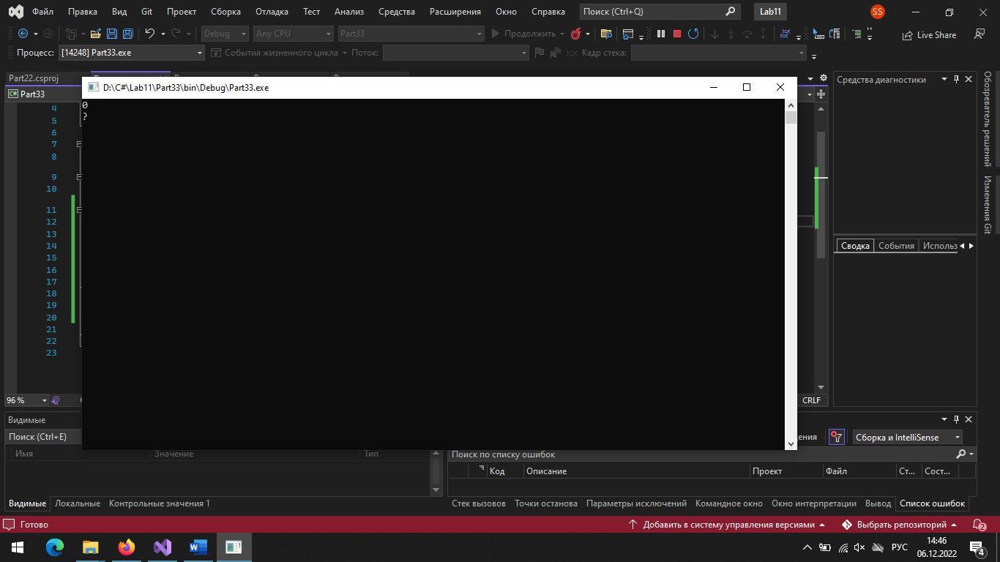 Файл Правка Вид Git Проект Сборка Отладка Тест Анализ Средства Расширения Окно Справка Поиск (Ctrl+Q) Lab11 SS
Debug Any CPU Part33 Продолжить Live Share
Процесс: [14248] Part33.exe События жизненного цикла Поток: Кадр стека:
Part22.csproj
D:\C#\Lab11\Part33\bin\Debug\Part33.exe
Средства диагностики
C# Part33
0
?
4
5
6
7
8
9
10
11
12
13
14
15
16
17
18
19
20
21
22
23
Обозреватель решений
Изменения Git
Сводка События Использ
96 % CRLF
Видимые
Поиск (Ctrl+E)
Имя Значение Тип
ения Сборка и IntelliSense
Поиск по списку ошибок
Код Описание Проект Файл Ст... Сост...
Видимые Локальные Контрольные значения 1
Стек вызовов Точки останова Параметры исключений Командное окно Окно интерпретации Вывод Список ошибок
Готово Добавить в систему управления версиями Выбрать репозиторий 2
РУС 14:46
06.12.2022 4